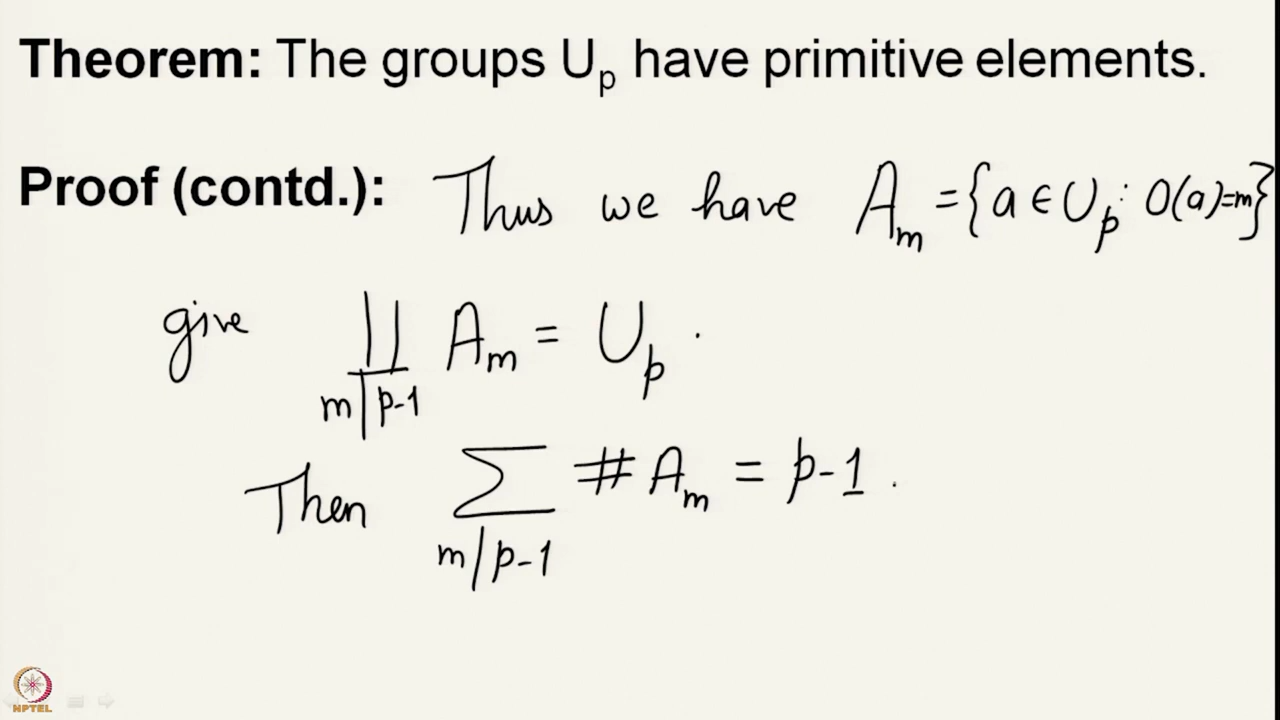 Theorem: The groups Uₚ have primitive elements.
Proof (contd.): Thus we have Aₘ = {a ∈ Uₚ : O(a)=m}
give ∐_{m|p-1} Aₘ = Uₚ .
Then Σ_{m|p-1} # Aₘ = p-1 .
NPTEL